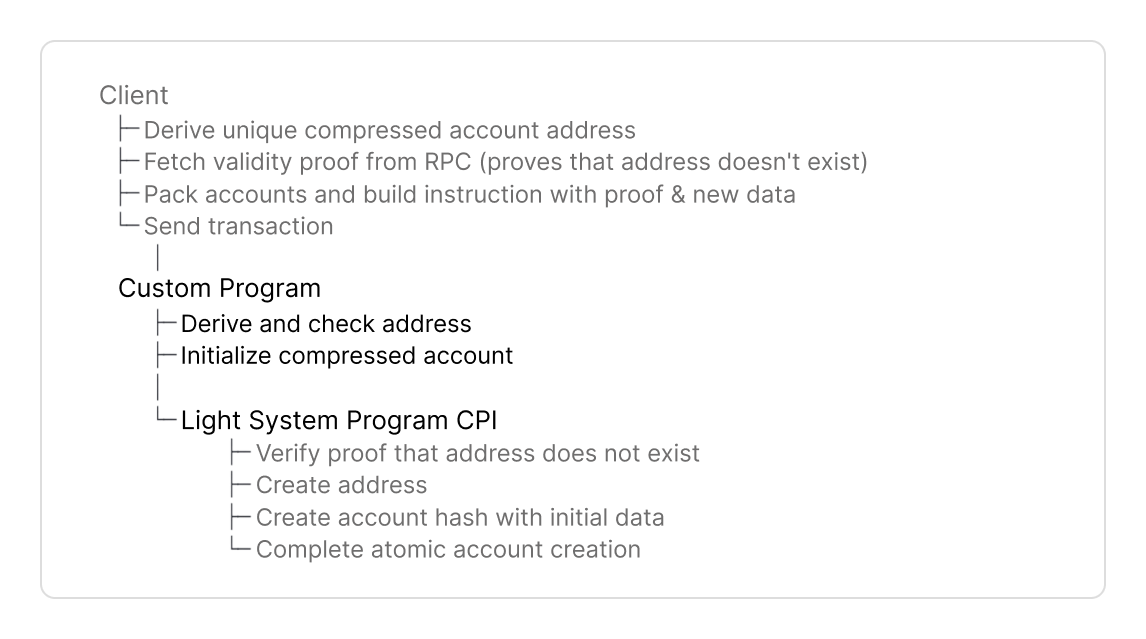 Client
Derive unique compressed account address
Fetch validity proof from RPC (proves that address doesn't exist)
Pack accounts and build instruction with proof & new data
Send transaction
Custom Program
Derive and check address
Initialize compressed account
Light System Program CPI
Verify proof that address does not exist
Create address
Create account hash with initial data
Complete atomic account creation